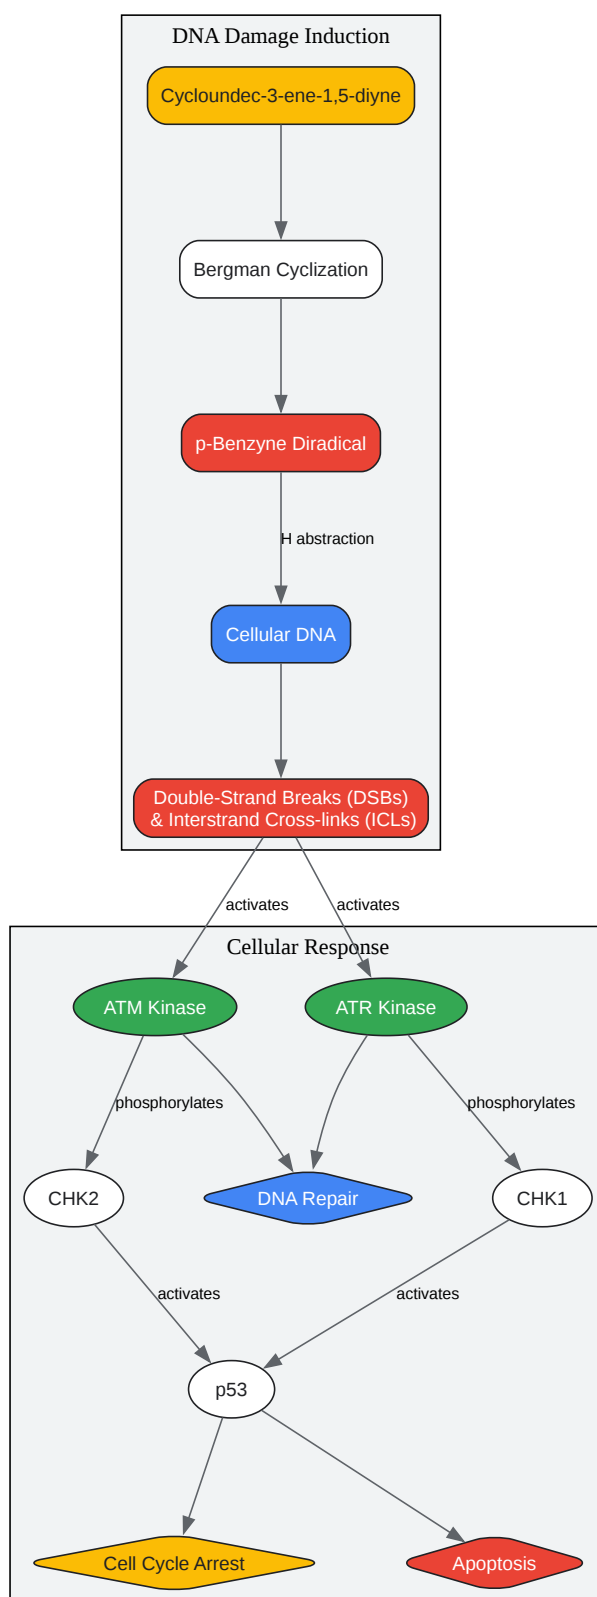 DNA Damage Induction
Cycloundec-3-ene-1,5-diyne
Bergman Cyclization
p-Benzyne Diradical
H abstraction
Cellular DNA
Double-Strand Breaks (DSBs)
& Interstrand Cross-links (ICLs)
activates
activates
Cellular Response
ATM Kinase
ATR Kinase
phosphorylates
phosphorylates
CHK2
DNA Repair
CHK1
activates
activates
p53
Cell Cycle Arrest
Apoptosis